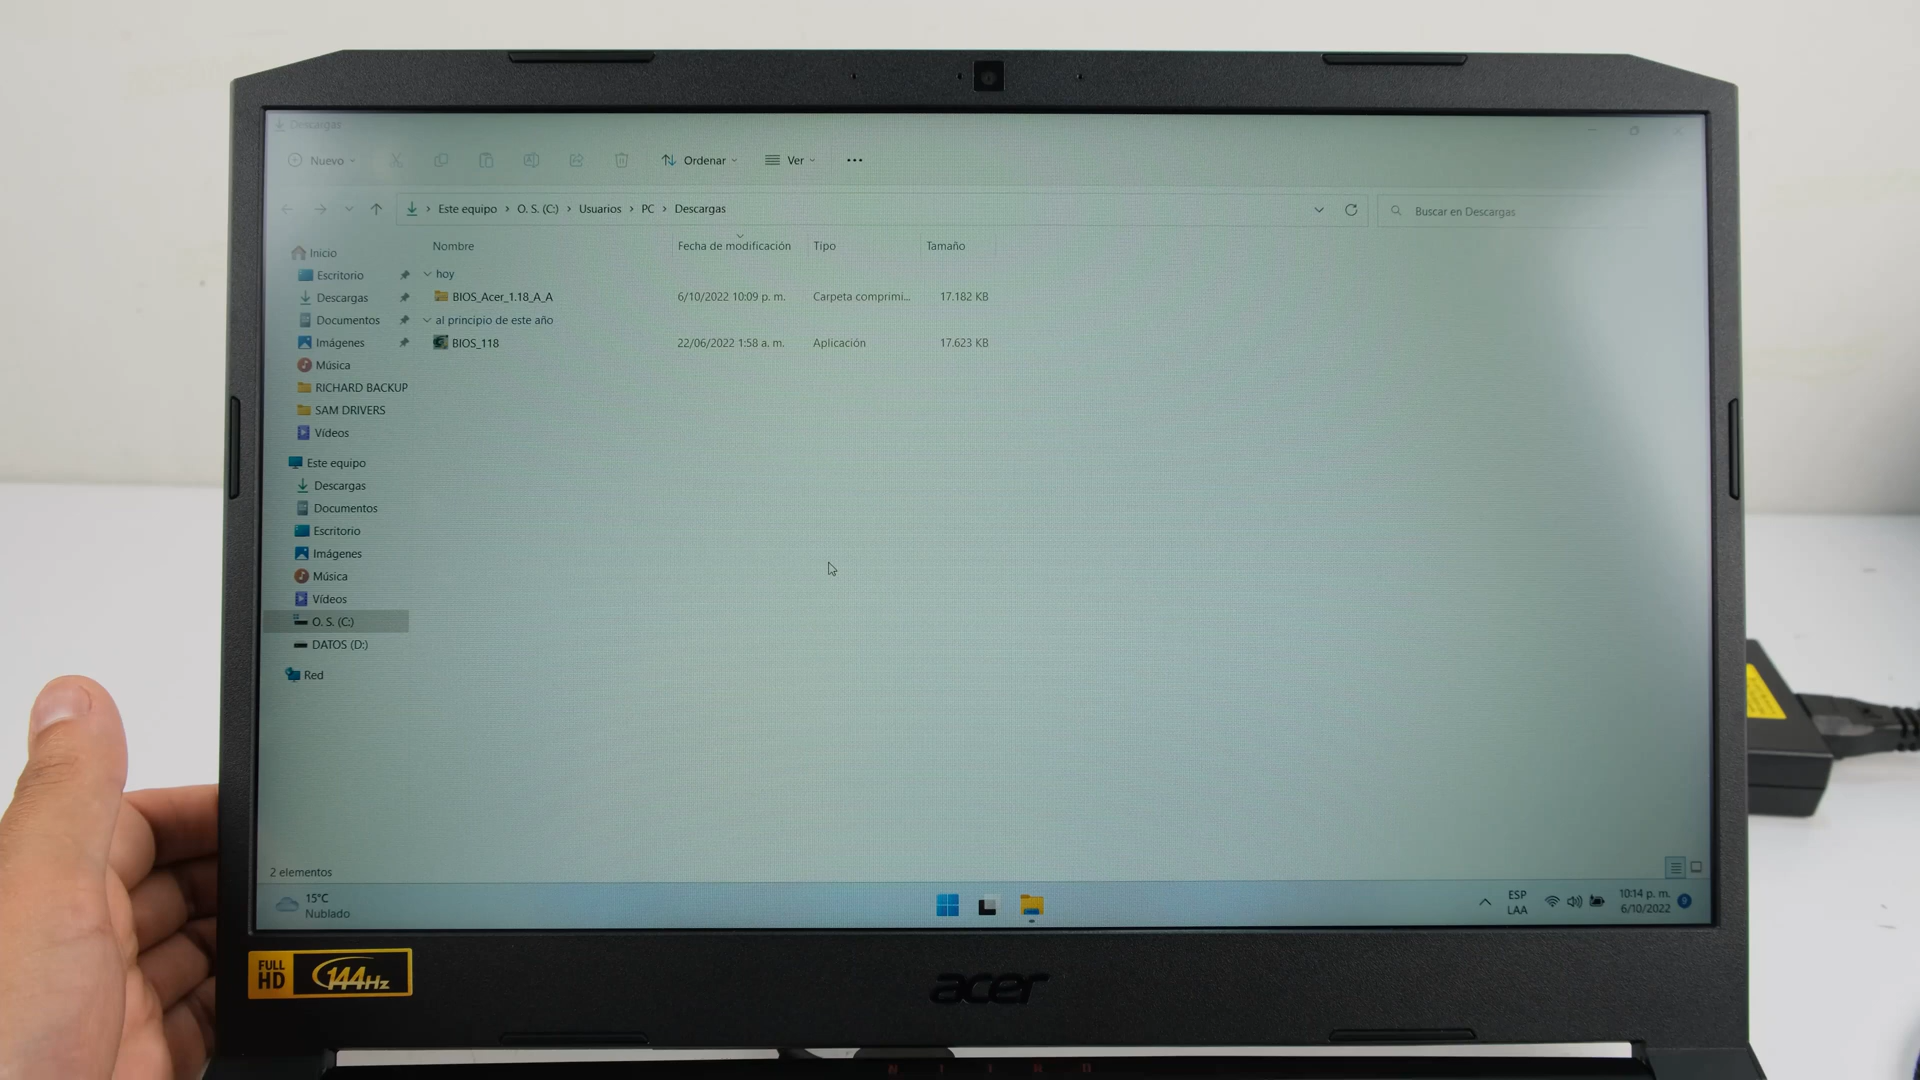 Descargas
Nuevo Ordenar Ver ...
Este equipo > O. S. (C:) > Usuarios > PC > Descargas Buscar en Descargas
Nombre Fecha de modificación Tipo Tamaño
Inicio
hoy
Escritorio
BIOS_Acer_1.18_A_A 6/10/2022 10:09 p. m. Carpeta comprimi... 17.182 KB
Descargas
al principio de este año
Documentos
BIOS_118 22/06/2022 1:58 a. m. Aplicación 17.623 KB
Imágenes
Música
RICHARD BACKUP
SAM DRIVERS
Vídeos
Este equipo
Descargas
Documentos
Escritorio
Imágenes
Música
Vídeos
O. S. (C:)
DATOS (D:)
Red
2 elementos
15°C
Nublado
ESP
LAA
10:14 p. m.
6/10/2022
9
FULL
HD
144Hz
acer